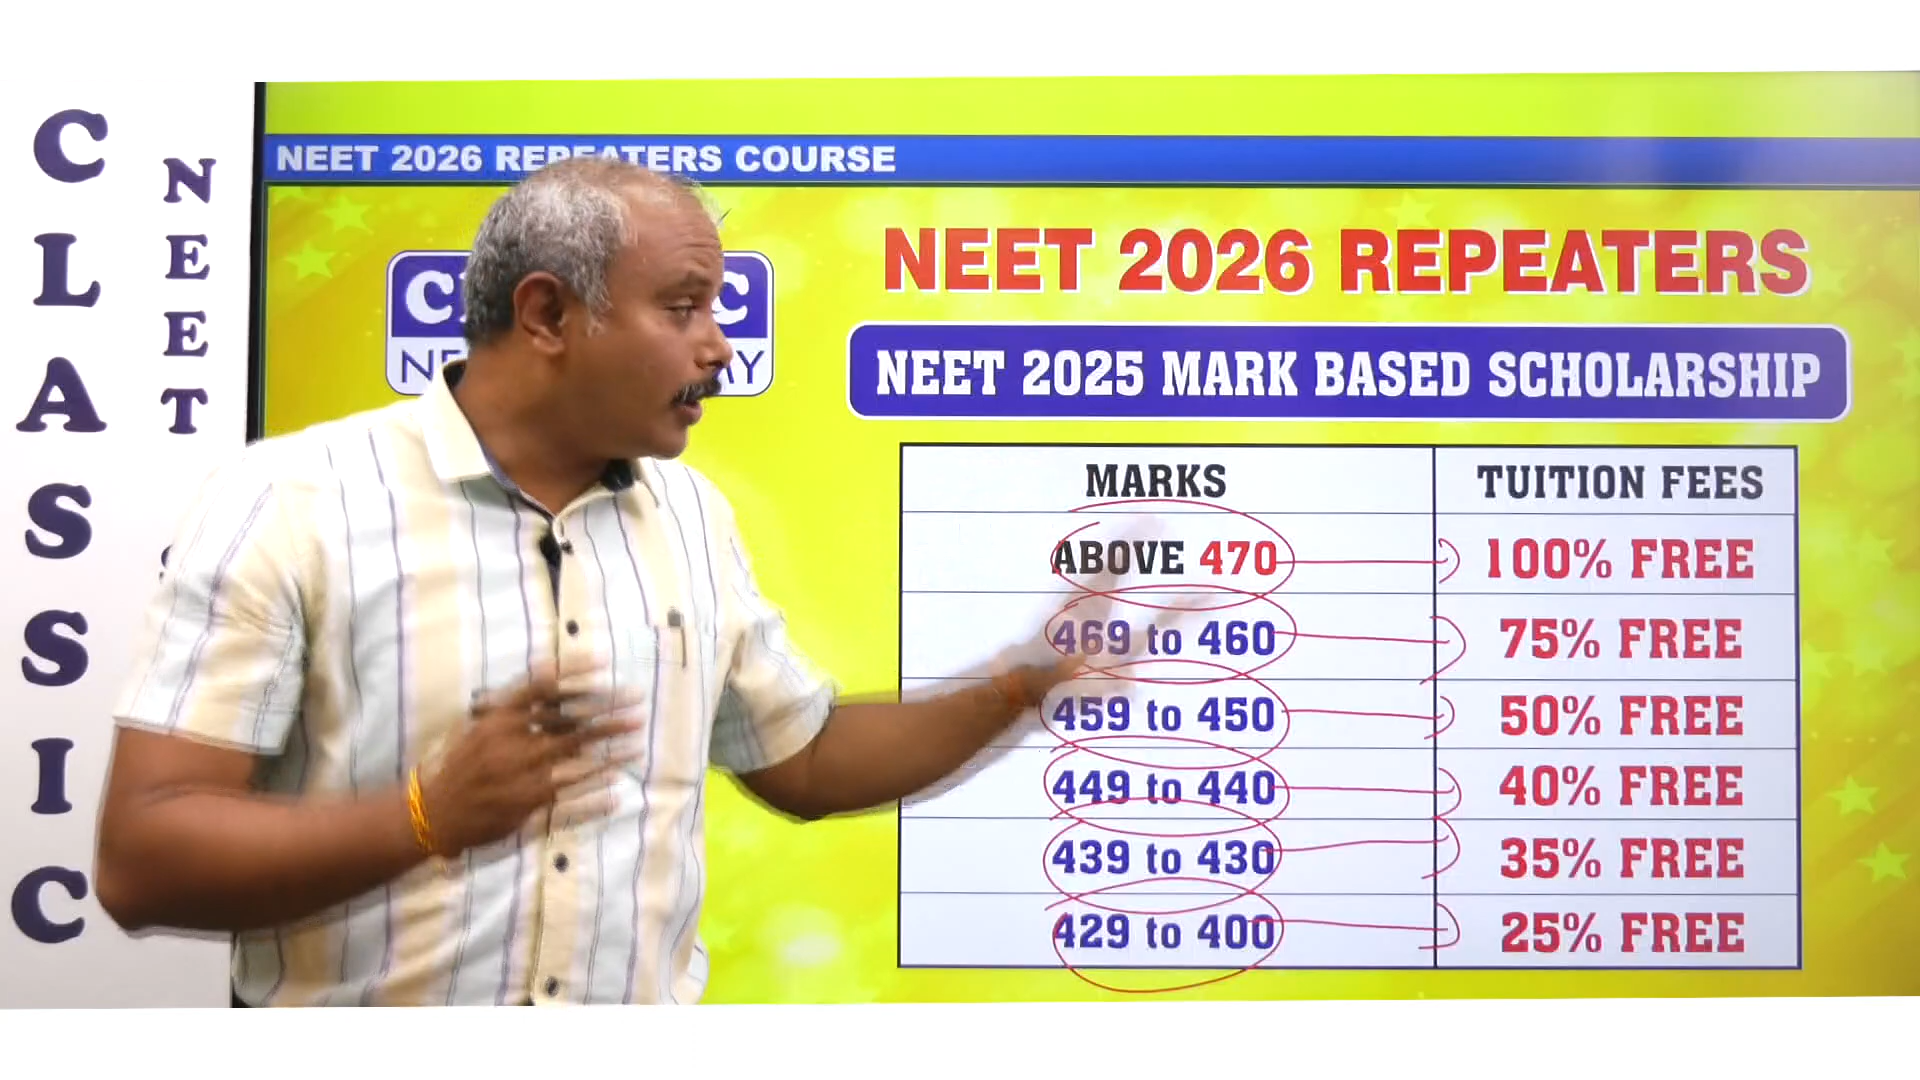 CLASSIC
NEET
NEET 2026 REPEATERS COURSE
NEET 2026 REPEATERS
NEET 2025 MARK BASED SCHOLARSHIP
MARKS TUITION FEES
ABOVE 470 100% FREE
469 to 460 75% FREE
459 to 450 50% FREE
449 to 440 40% FREE
439 to 430 35% FREE
429 to 400 25% FREE